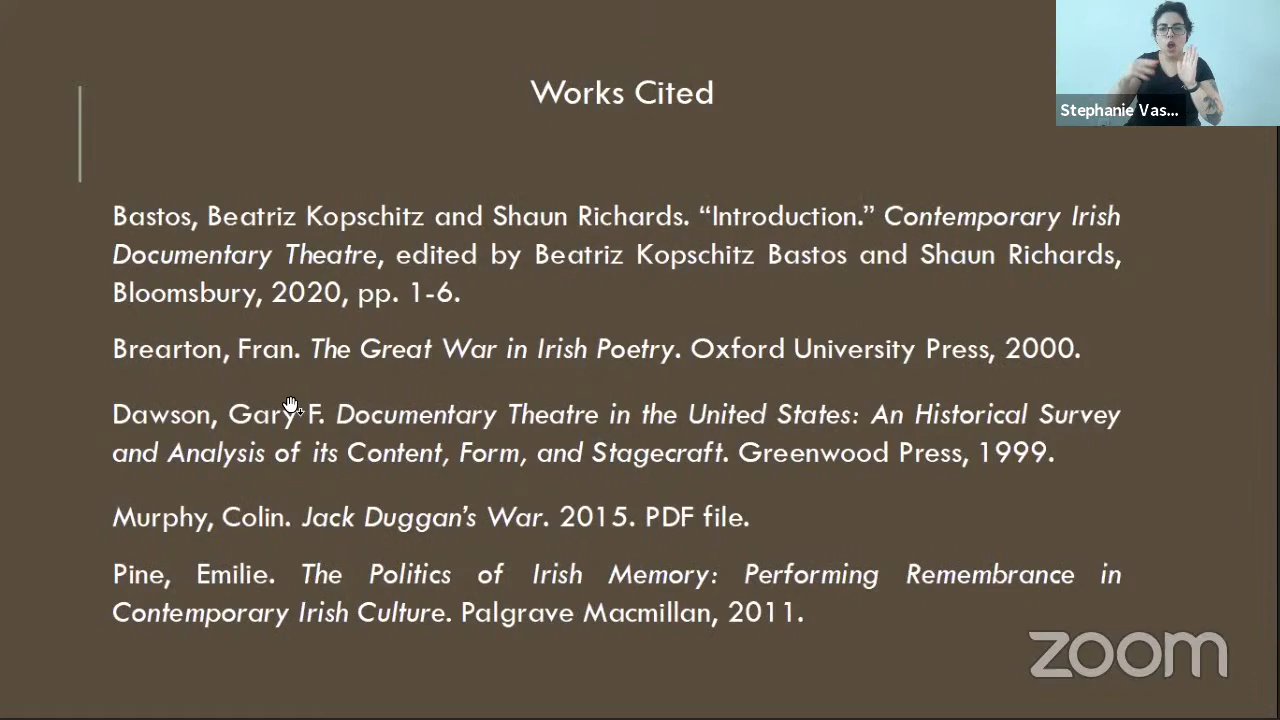 Works Cited
Stephanie Vas...
Bastos, Beatriz Kopschitz and Shaun Richards. “Introduction.” Contemporary Irish
Documentary Theatre, edited by Beatriz Kopschitz Bastos and Shaun Richards,
Bloomsbury, 2020, pp. 1-6.
Brearton, Fran. The Great War in Irish Poetry. Oxford University Press, 2000.
Dawson, Gary F. Documentary Theatre in the United States: An Historical Survey
and Analysis of its Content, Form, and Stagecraft. Greenwood Press, 1999.
Murphy, Colin. Jack Duggan’s War. 2015. PDF file.
Pine, Emilie. The Politics of Irish Memory: Performing Remembrance in
Contemporary Irish Culture. Palgrave Macmillan, 2011.
zoom